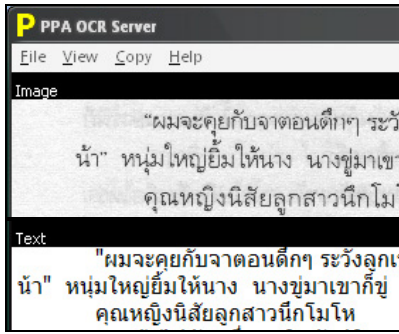 P PPA OCR Server
File View Copy Help
Image
“ผมจะคุยกับจาตอนดึกๆ ระวั
น้า” หนุ่มใหญ่ยิ้มให้นาง นางขู่มาเขา
คุณหญิงนิสัยลูกสาวนึกโมโ
Text
"ผมจะคุยกับจาตอนดึกๆ ระวังลูกเ
น้า" หนุ่มใหญ่ยิ้มให้นาง นางขู่มาเขาก็ขู่
คุณหญิงนิสัยลูกสาวนึกโมโห